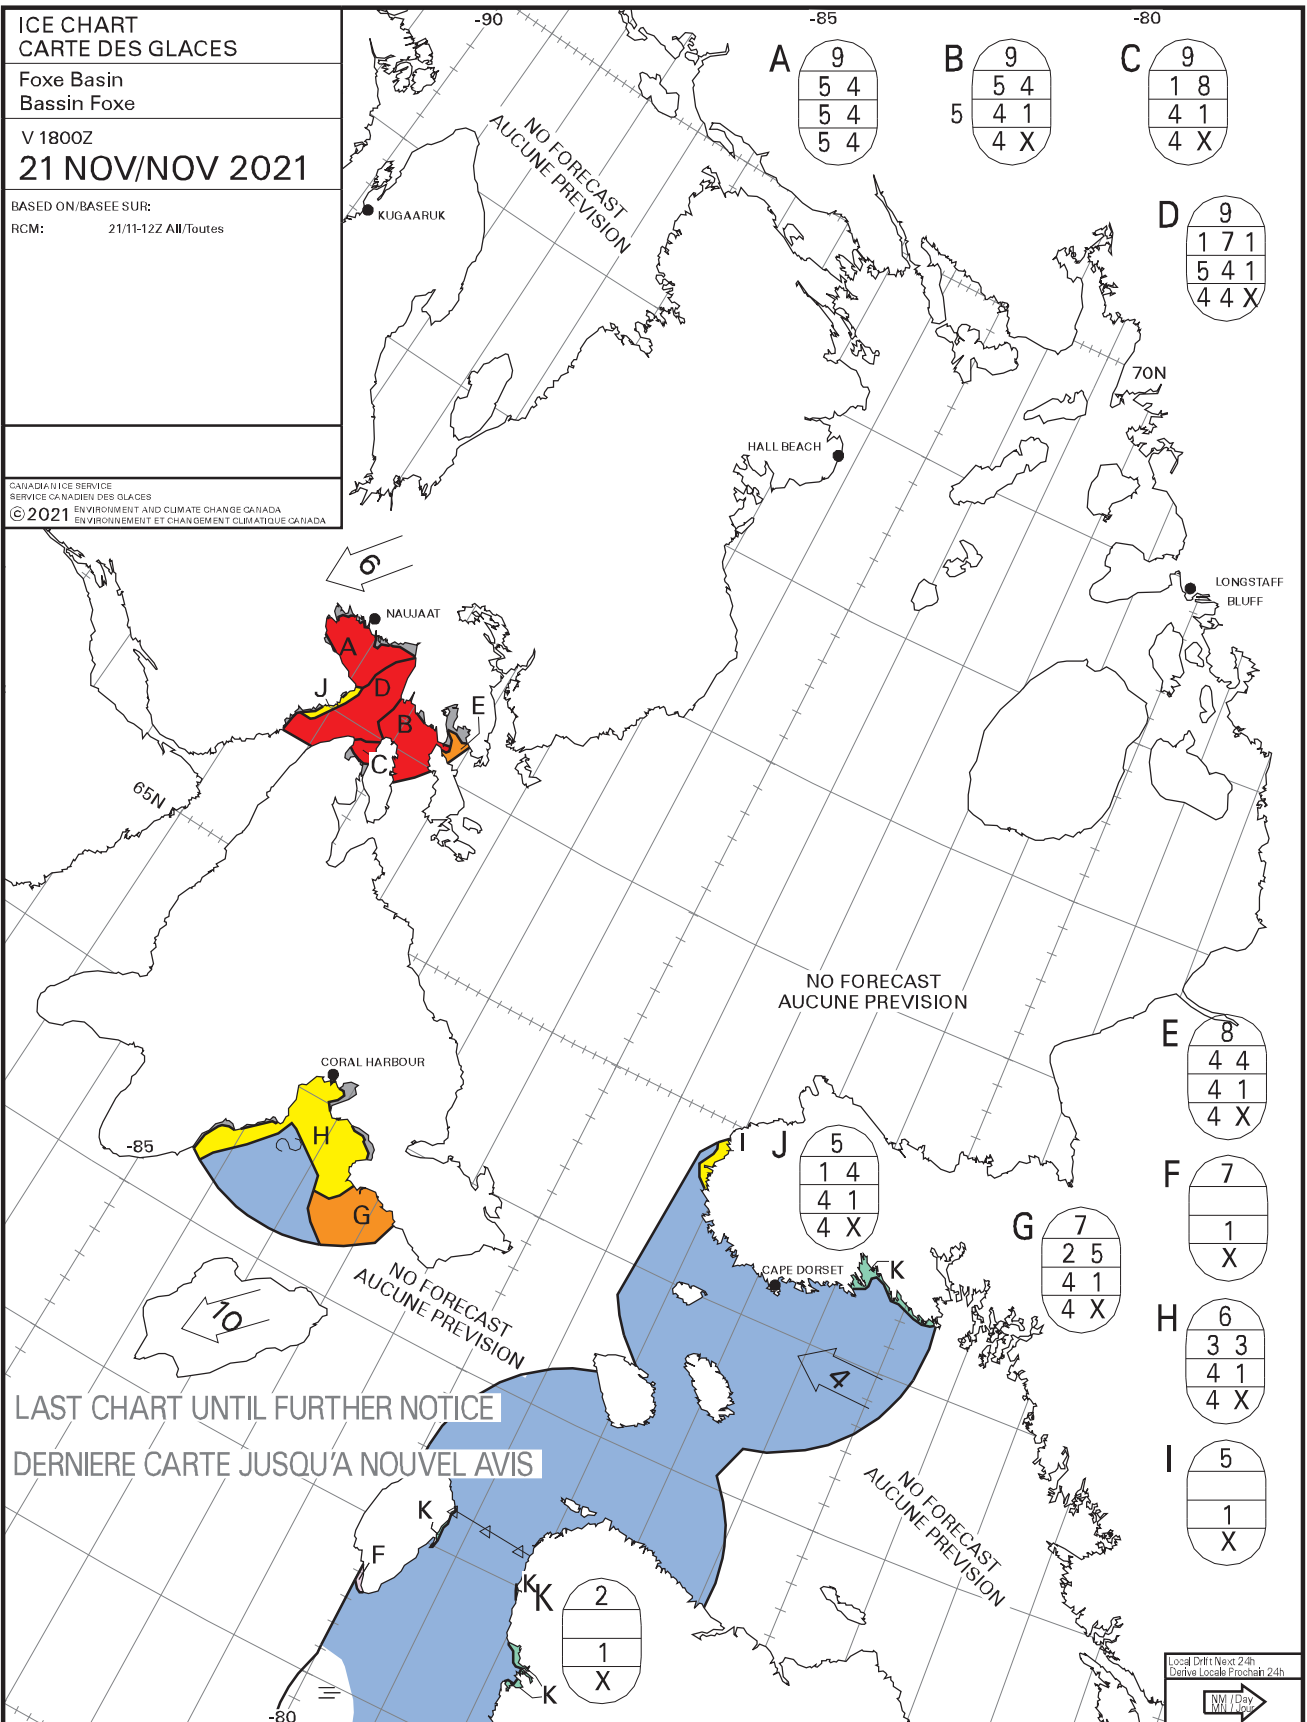 ICE CHART
CARTE DES GLACES
Foxe Basin
Bassin Foxe
V 1800Z
21 NOV/NOV 2021
BASED ON/BASEE SUR:
RCM: 21/11-12Z All/Toutes
CANADIAN ICE SERVICE
SERVICE CANADIEN DES GLACES
©2021 ENVIRONMENT AND CLIMATE CHANGE CANADA
ENVIRONNEMENT ET CHANGEMENT CLIMATIQUE CANADA
-90
-85
-80
A
9
5 4
5 4
5 4
B
9
5 4
5 4 1
4 X
C
9
1 8
4 1
4 X
D
9
1 7 1
5 4 1
4 4 X
NO FORECAST
AUCUNE PREVISION
KUGAARUK
70N
HALL BEACH
LONGSTAFF
BLUFF
6
NAUJAAT
A
J
D
E
B
C
65N
NO FORECAST
AUCUNE PREVISION
E
8
4 4
4 1
4 X
CORAL HARBOUR
-85
2
H
G
I
J
5
1 4
4 1
4 X
F
7
1
X
G
7
2 5
4 1
4 X
CAPE DORSET
K
NO FORECAST
AUCUNE PREVISION
10
H
6
3 3
4 1
4 X
4
LAST CHART UNTIL FURTHER NOTICE
DERNIERE CARTE JUSQU'A NOUVEL AVIS
I
5
1
X
NO FORECAST
AUCUNE PREVISION
K
F
K
K
2
1
X
K
-80
Local Drift Next 24h
Derive Locale Prochain 24h
NM / Day
MN / Jour